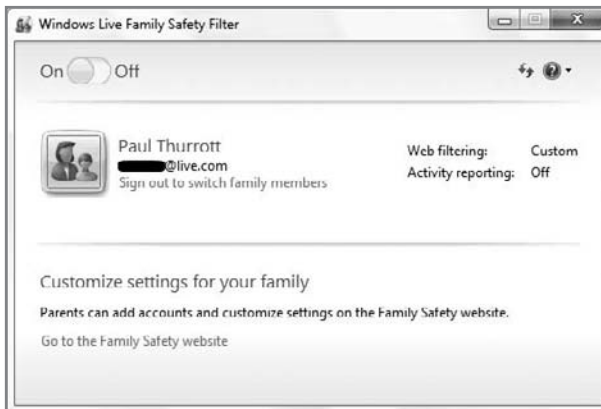 Windows Live Family Safety Filter
On Off
Paul Thurrott
@live.com
Sign out to switch family members
Web filtering: Custom
Activity reporting: Off
Customize settings for your family
Parents can add accounts and customize settings on the Family Safety website.
Go to the Family Safety website